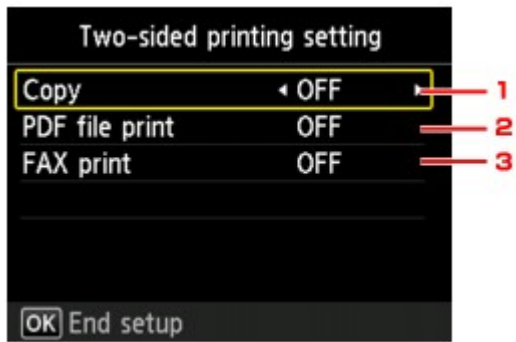 Two-sided printing setting
Copy OFF 1
PDF file print OFF 2
FAX print OFF 3
OK End setup